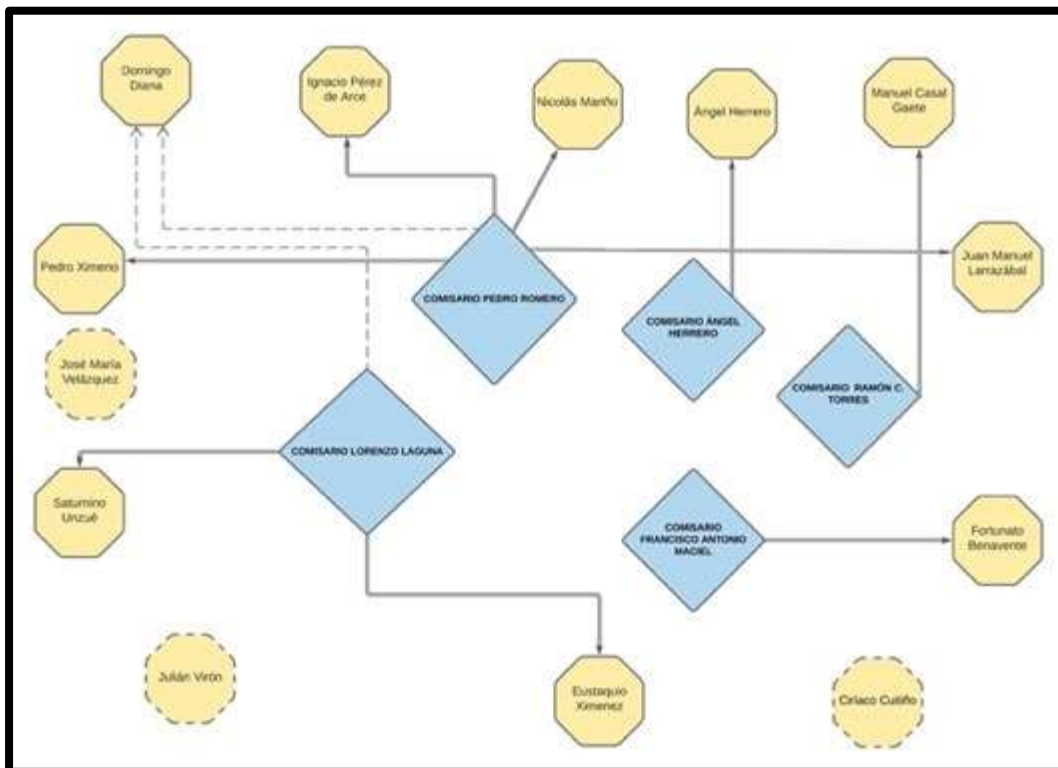 Domingo
Diana
Ignacio Pérez
de Arce
Nicolás Mariño
Ángel Herrero
Manuel Casal
Gaete
Pedro Ximeno
COMISARIO PEDRO ROMERO
Juan Manuel
Larrazábal
COMISARIO ÁNGEL
HERRERO
José María
Velázquez
COMISARIO RAMÓN C.
TORRES
COMISARIO LORENZO LAGUNA
Saturnino
Unzué
COMISARIO
FRANCISCO ANTONIO
MACIEL
Fortunato
Benavente
Julián Virón
Eustaquio
Ximenez
Ciríaco Cuitiño